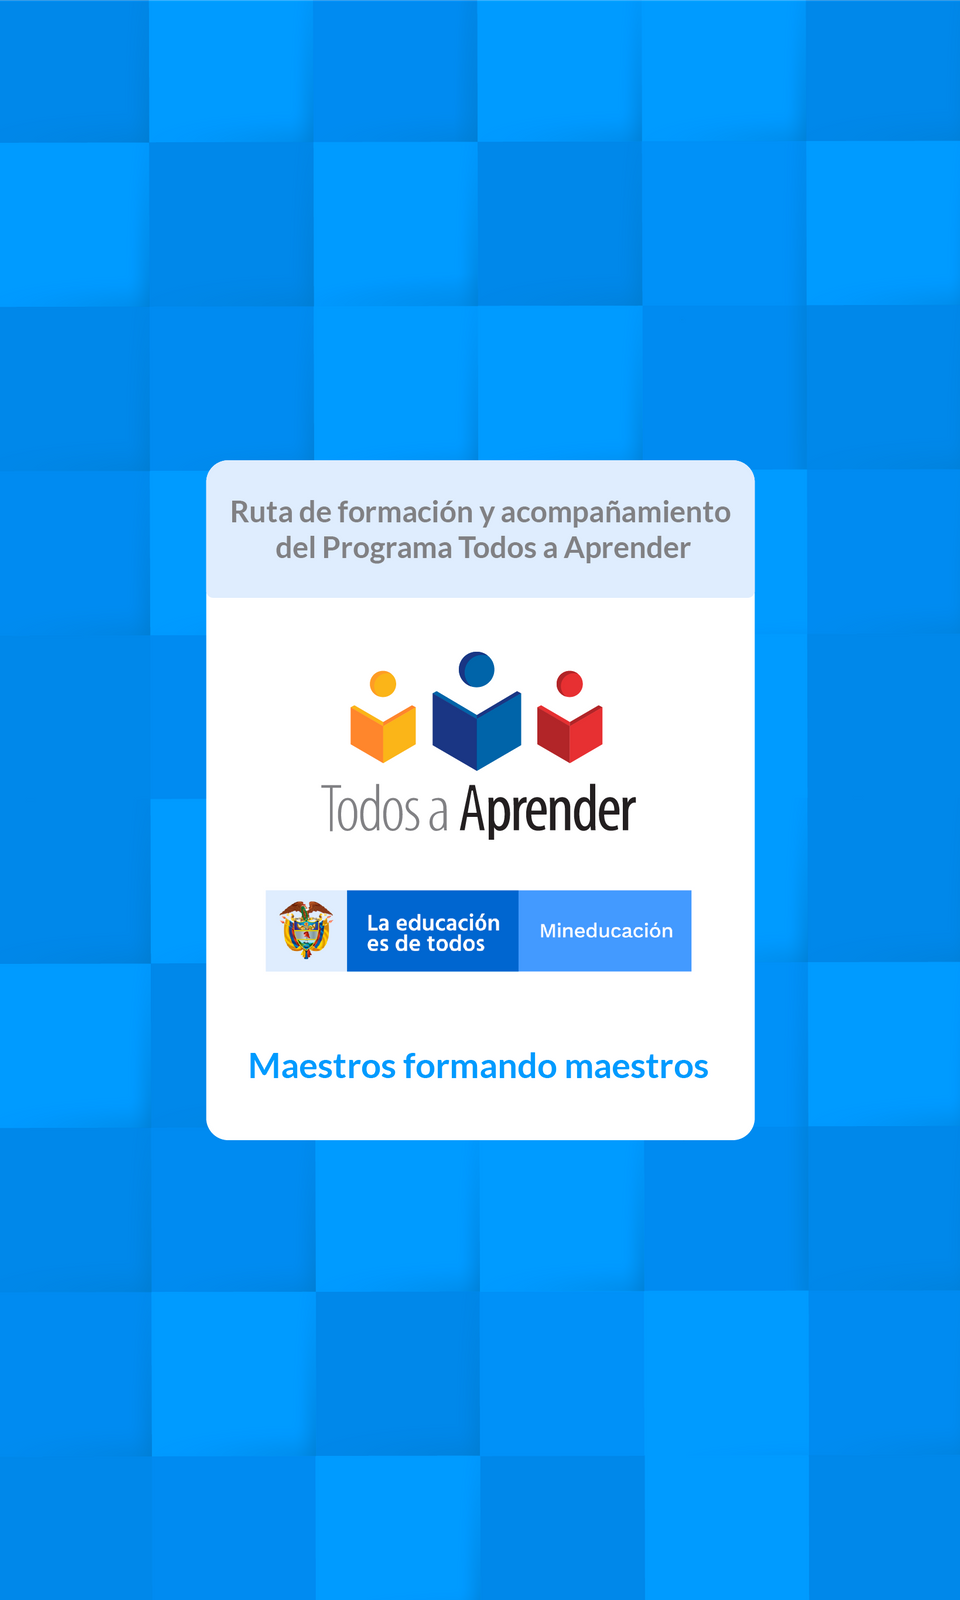 Ruta de formación y acompañamiento
del Programa Todos a Aprender
Todos a Aprender
La educación
es de todos
Mineducación
Maestros formando maestros